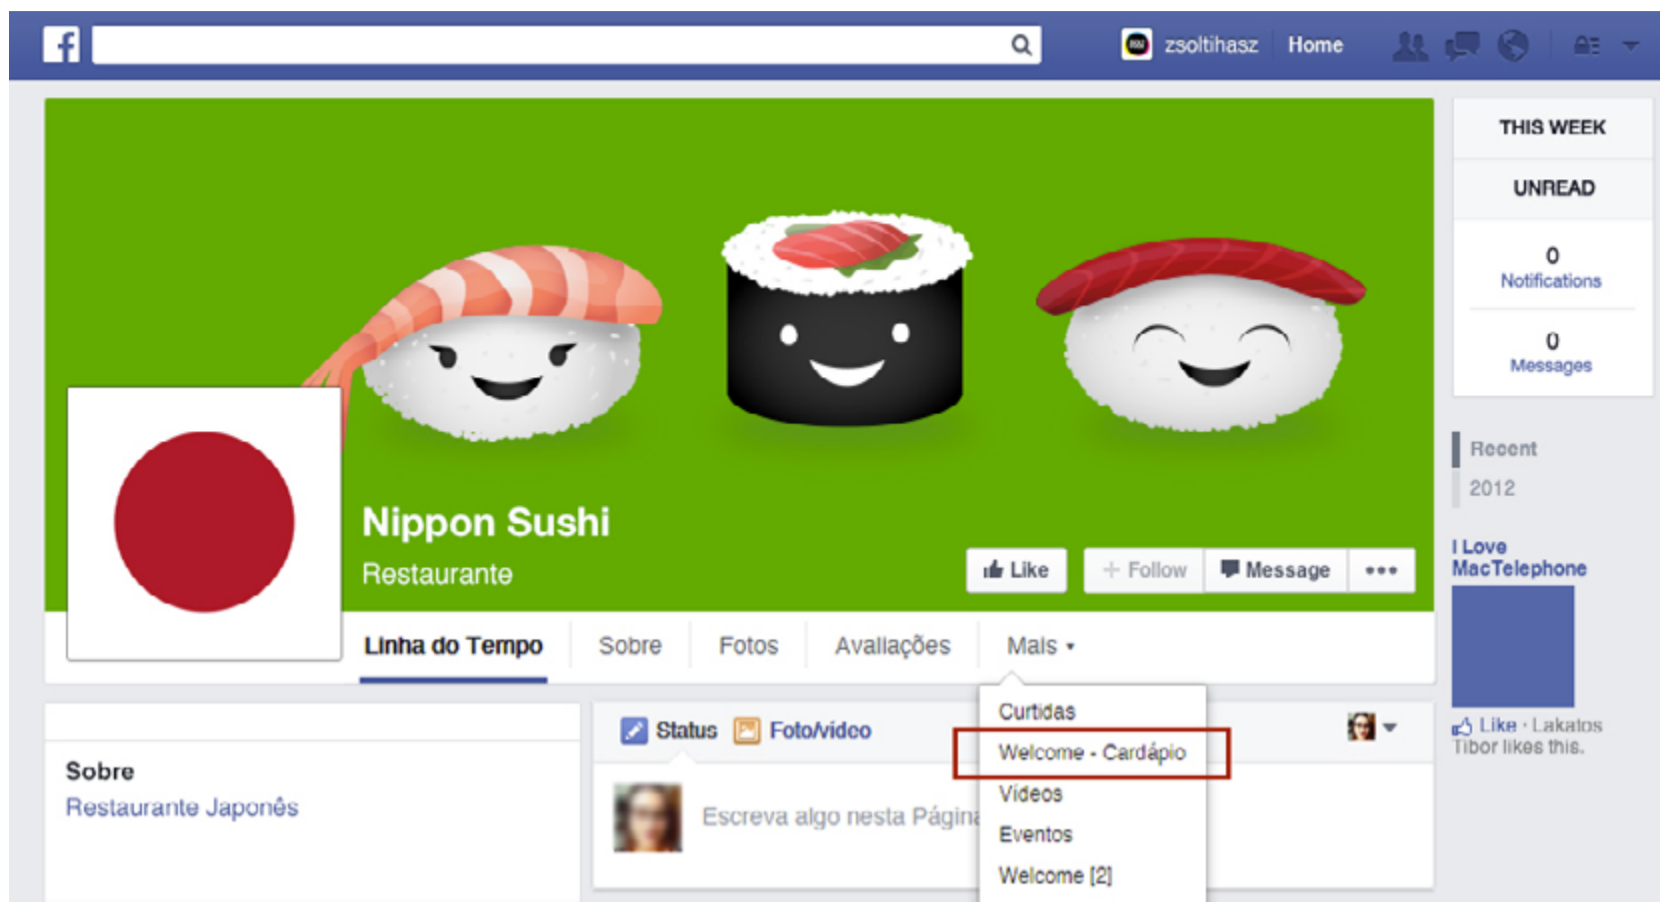 f
zsoltihasz Home
Nippon Sushi
Restaurante
Like
Follow
Message
Linha do Tempo
Sobre
Fotos
Avaliações
Mais
Curtidas
Welcome - Cardápio
Vídeos
Eventos
Welcome [2]
Status
Foto/vídeo
Escreva algo nesta Página
Sobre
Restaurante Japonês
THIS WEEK
UNREAD
0
Notifications
0
Messages
Recent
2012
I Love
MacTelephone
Like · Lakatos
Tibor likes this.